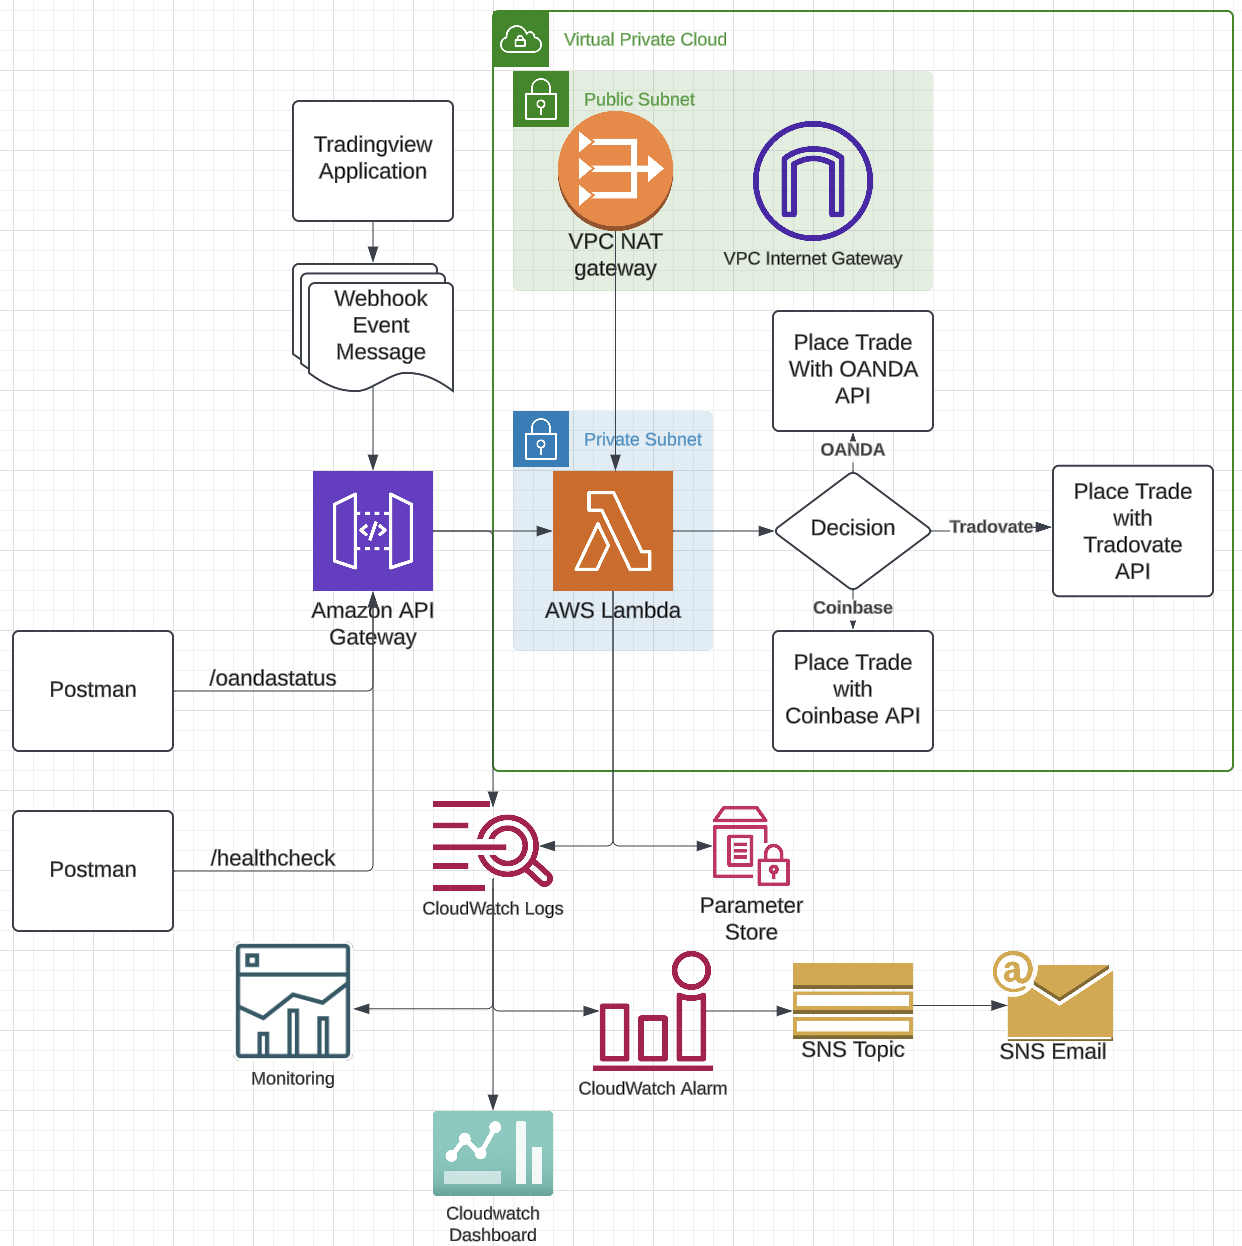 Virtual Private Cloud
Public Subnet
Tradingview
Application
VPC NAT
gateway
VPC Internet Gateway
Webhook
Event
Message
Place Trade
With OANDA
API
Private Subnet
OANDA
Decision
Tradovate
Place Trade
with
Tradovate
API
Amazon API
Gateway
AWS Lambda
Coinbase
Place Trade
with
Coinbase API
Postman
/oandastatus
Postman
/healthcheck
CloudWatch Logs
Parameter
Store
Monitoring
CloudWatch Alarm
SNS Topic
@
SNS Email
Cloudwatch
Dashboard